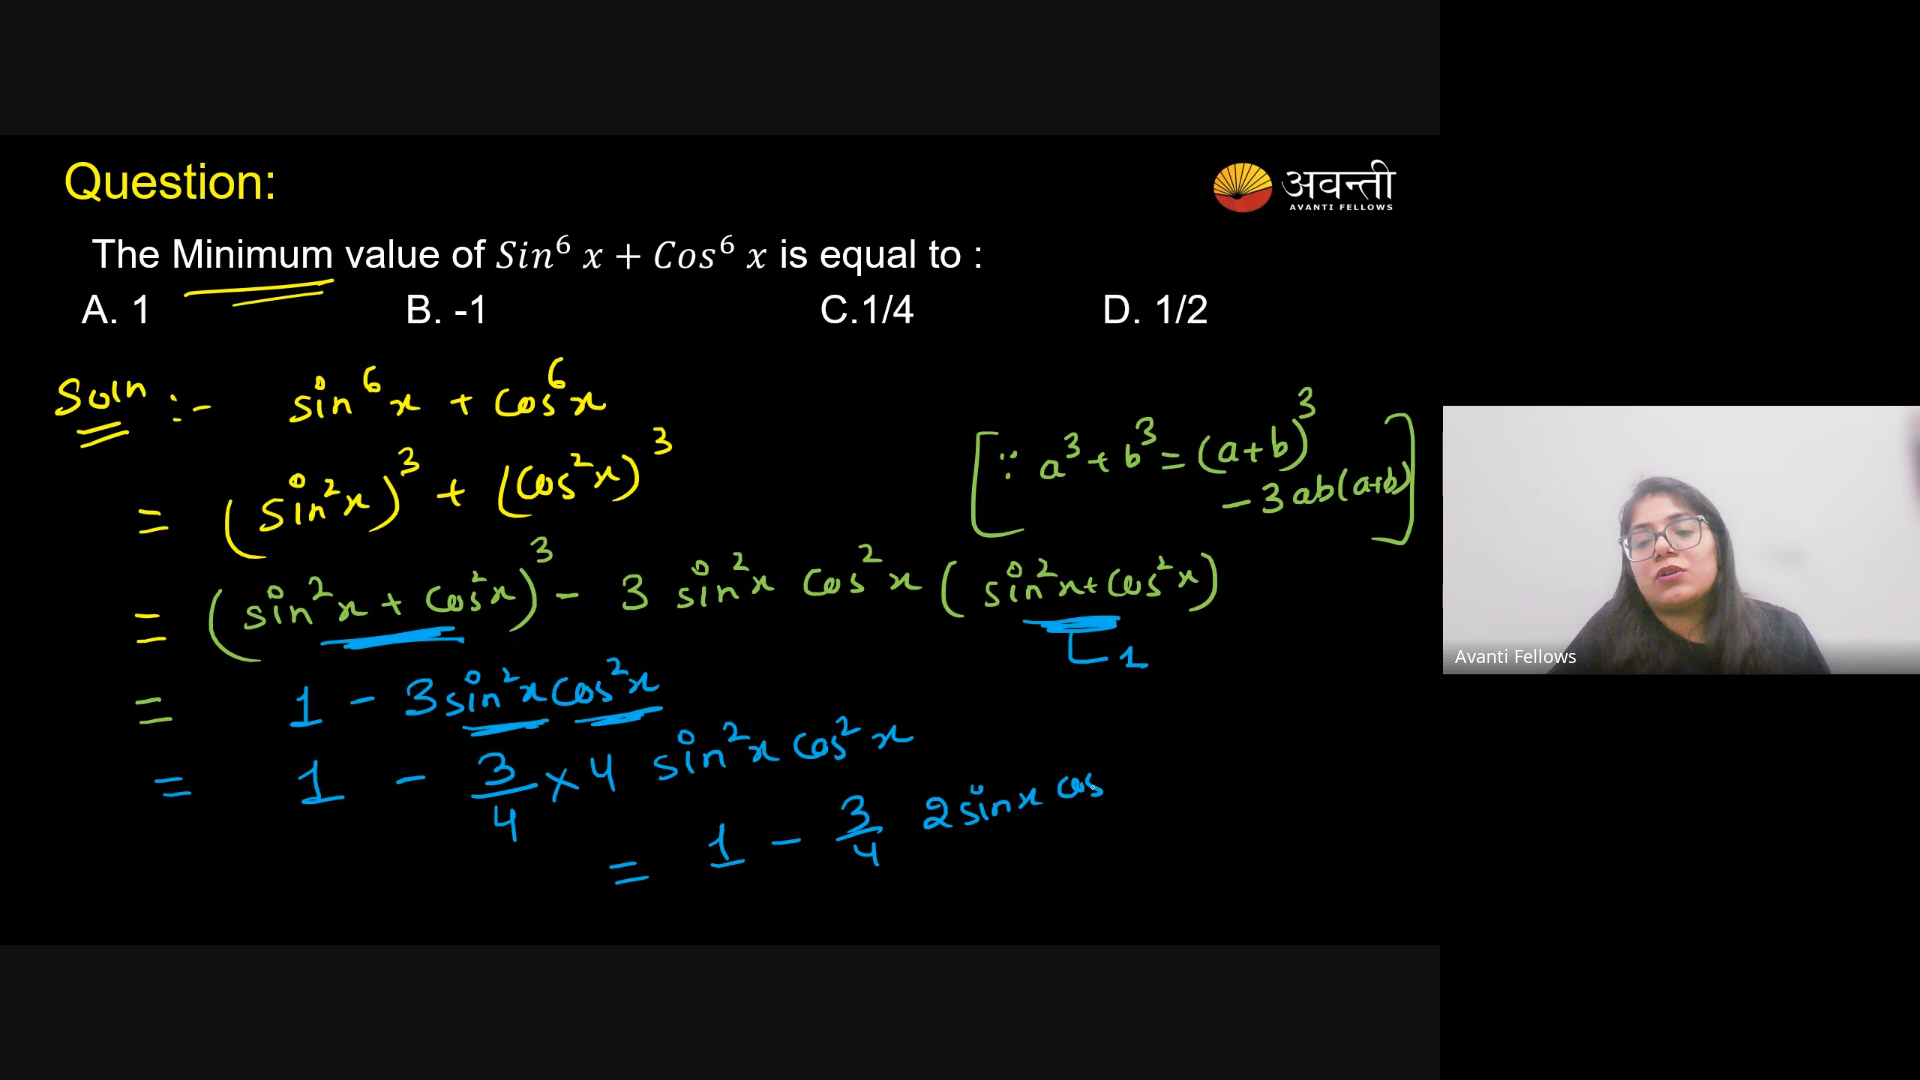 Question:
अवन्ती
AVANTI FELLOWS
The Minimum value of Sin⁶ x + Cos⁶ x is equal to :
A. 1 B. -1 C.1/4 D. 1/2
Soln :- sin⁶x + cos⁶x
= (sin²x)³ + (cos²x)³
[∵ a³ + b³ = (a+b)³
- 3ab(a+b)]
= (sin²x + cos²x)³ - 3 sin²x cos²x (sin²x + cos²x)
1
= 1 - 3sin²x cos²x
= 1 - 3/4 × 4 sin²x cos²x
= 1 - 3/4 2sinx cos
Avanti Fellows